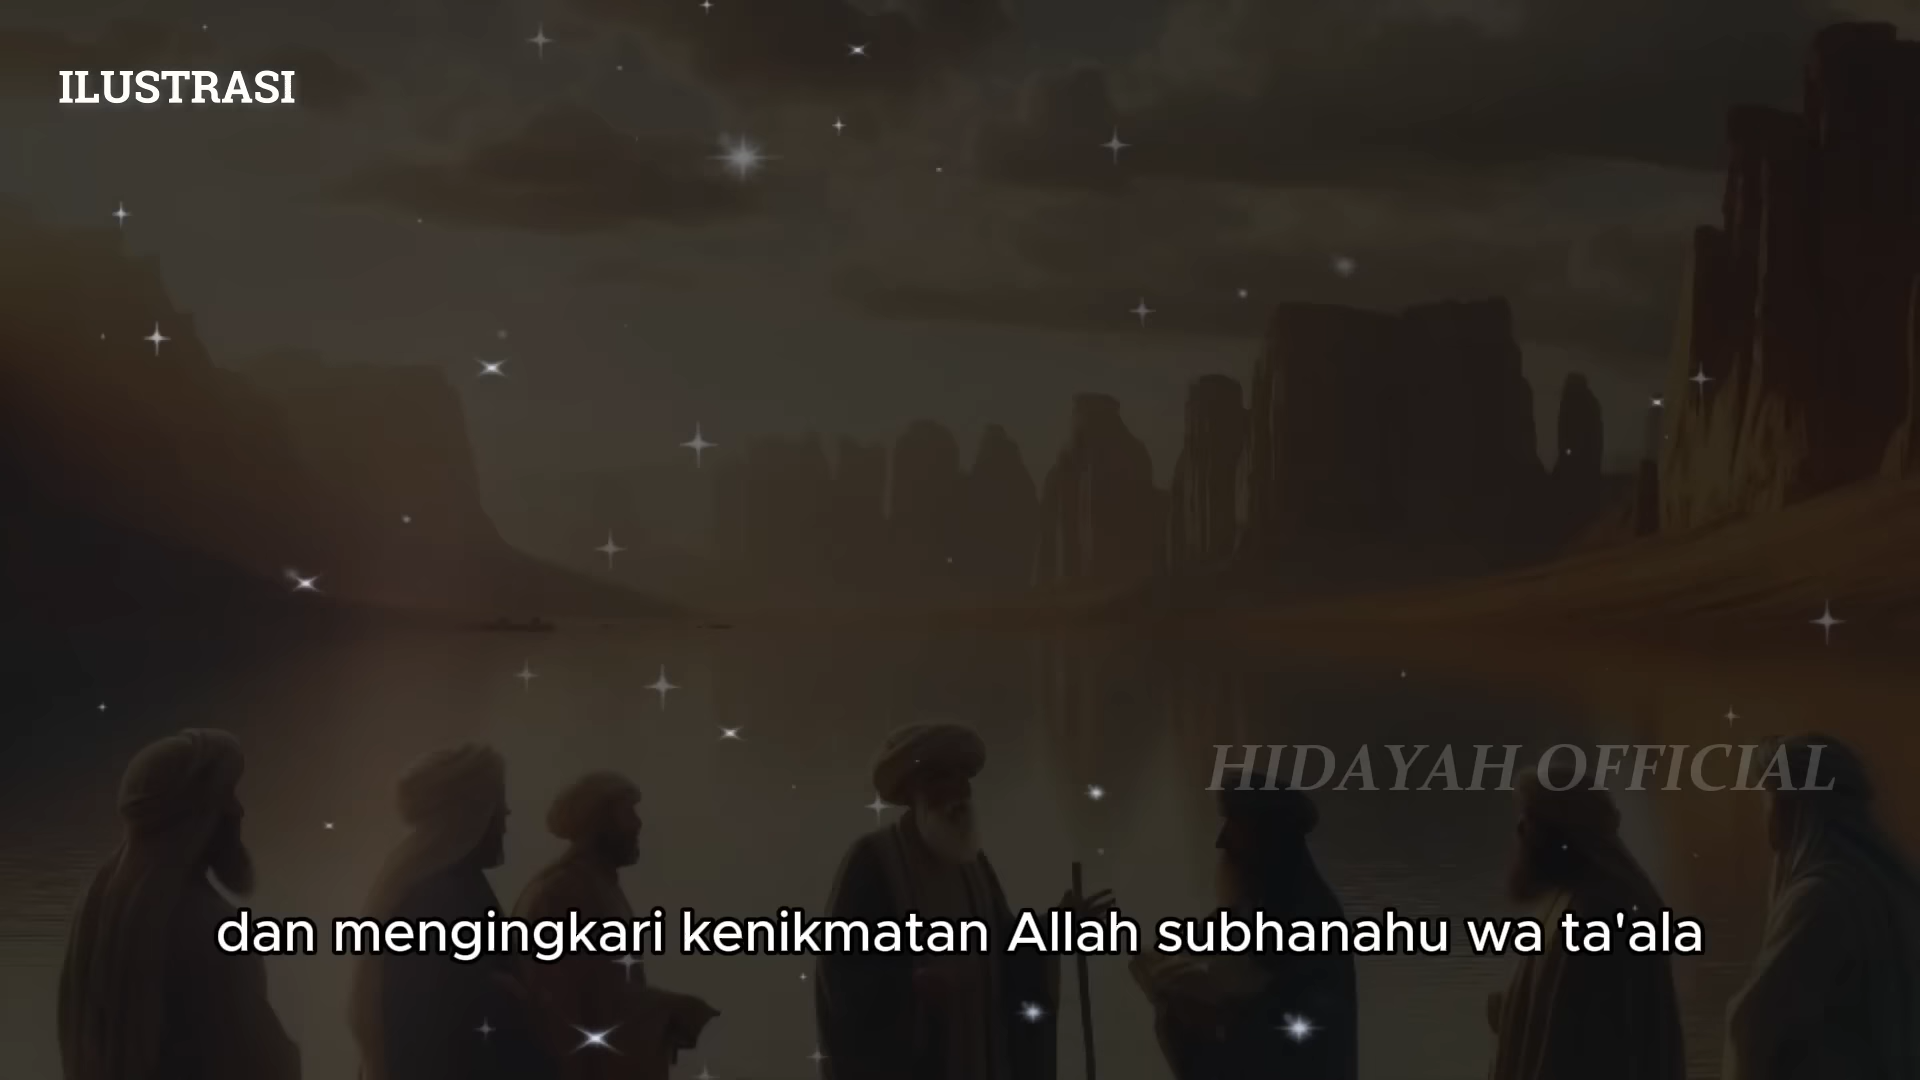 ILUSTRASI
HIDAYAH OFFICIAL
dan mengingkari kenikmatan Allah subhanahu wa ta'ala